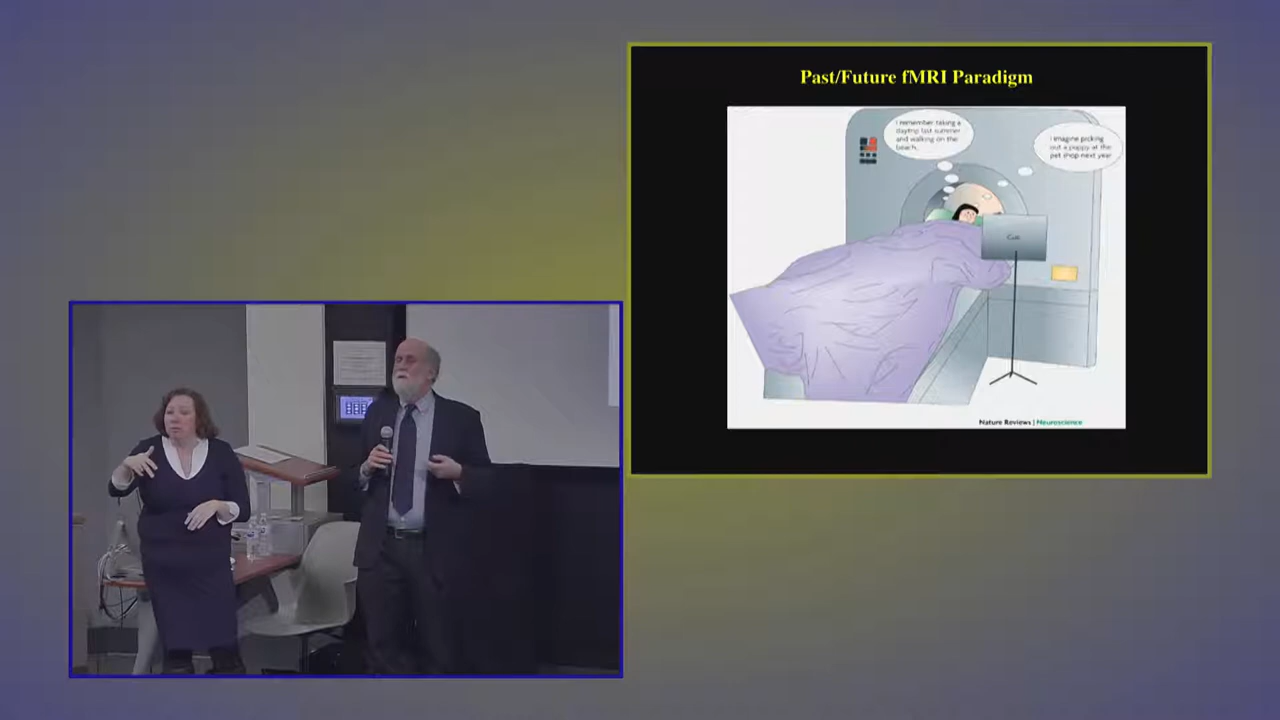 Past/Future fMRI Paradigm
I remember taking a
daytrip last summer
and walking on the
beach.
I imagine picking
out a puppy at the
pet shop next year
Cue
Nature Reviews | Neuroscience